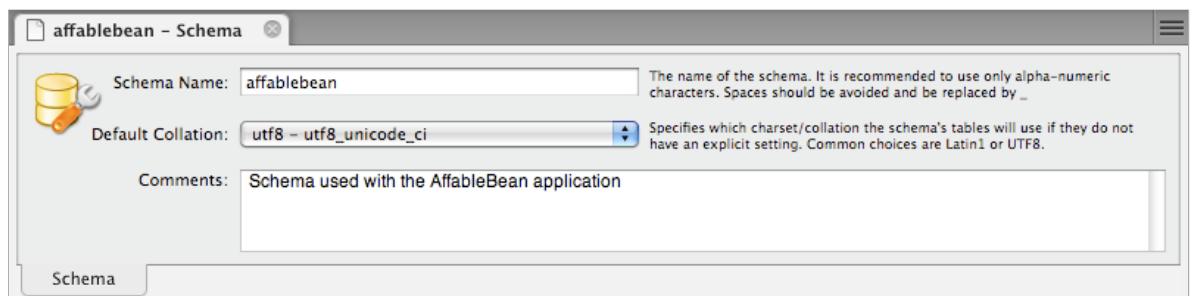 affablebean – Schema
Schema Name:
affablebean
The name of the schema. It is recommended to use only alpha-numeric
characters. Spaces should be avoided and be replaced by _
Default Collation:
utf8 – utf8_unicode_ci
Specifies which charset/collation the schema's tables will use if they do not
have an explicit setting. Common choices are Latin1 or UTF8.
Comments:
Schema used with the AffableBean application
Schema